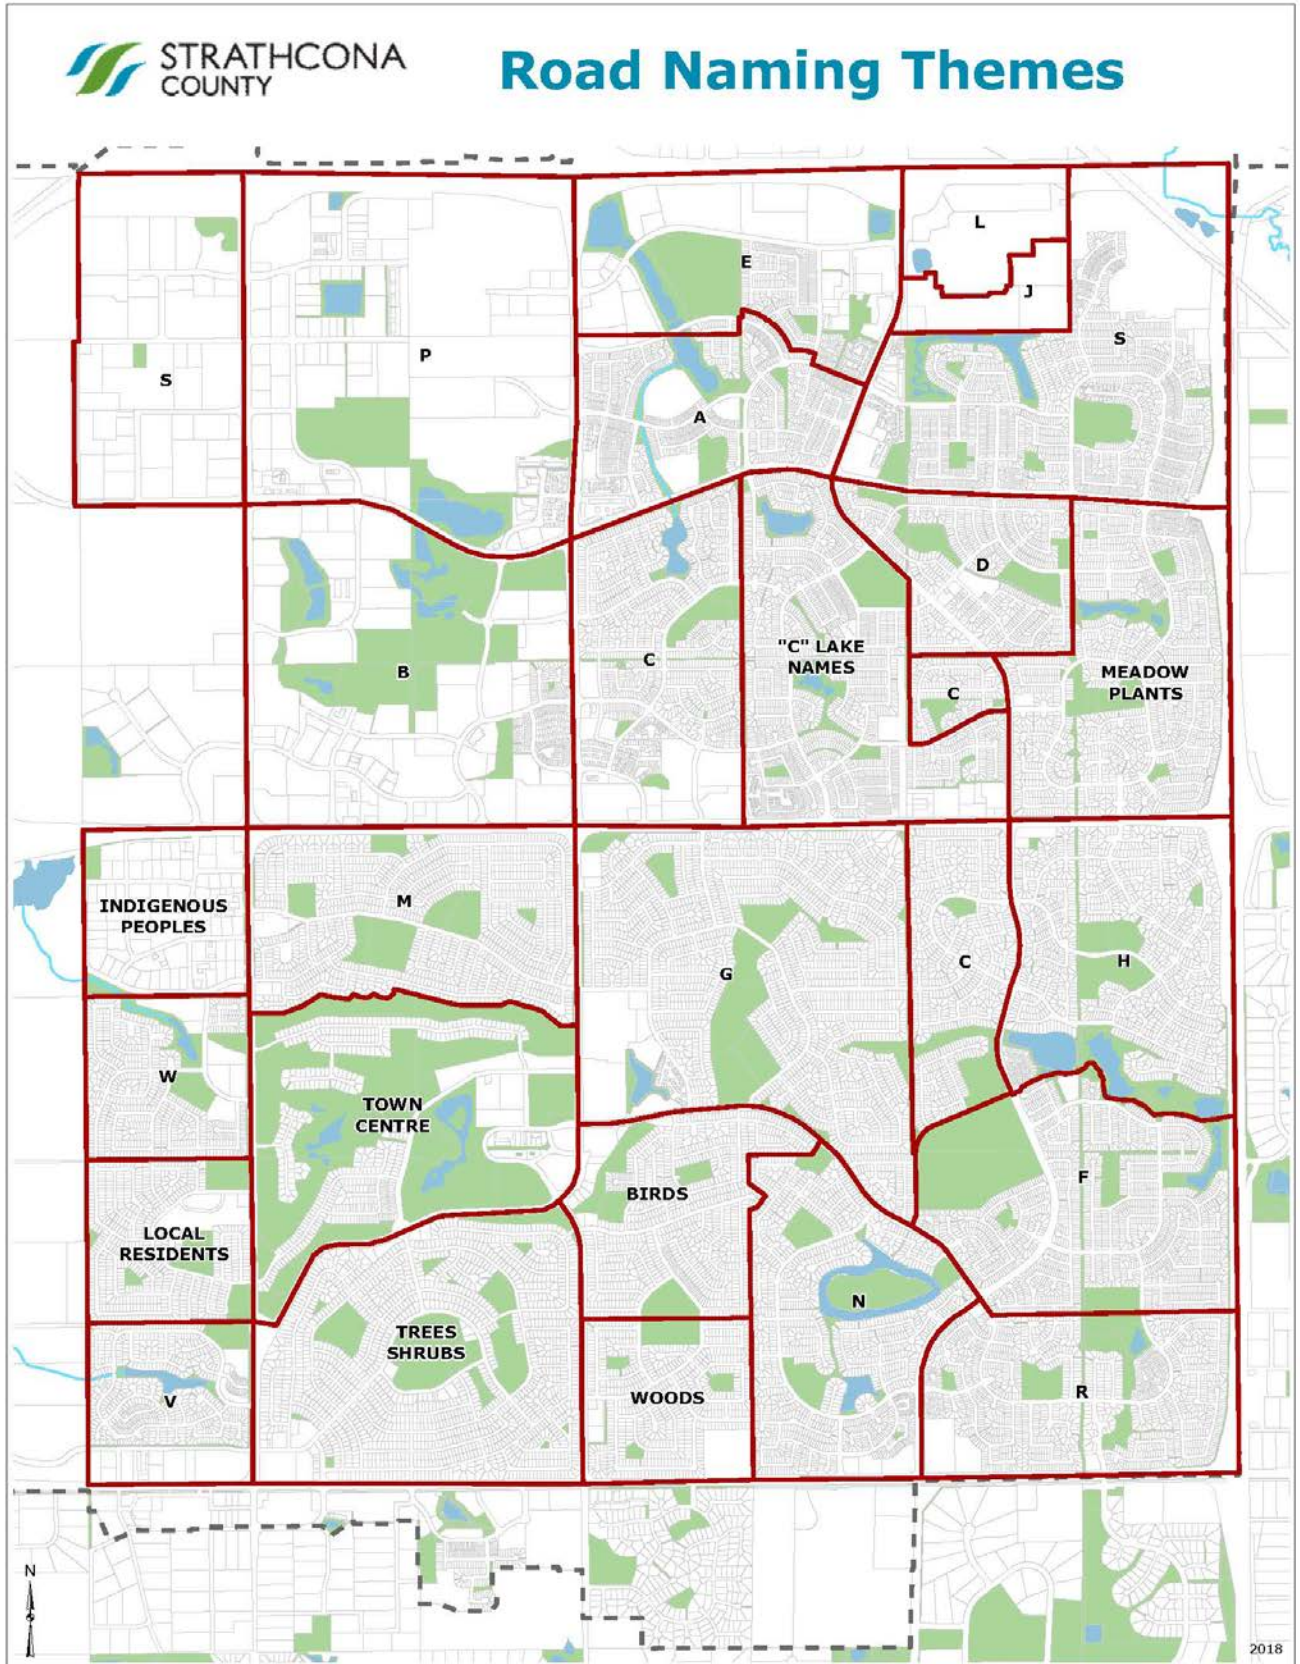 STRATHCONA
COUNTY
Road Naming Themes
L
E
J
S
P
S
A
D
"C" LAKE
NAMES
C
B
C
MEADOW
PLANTS
M
INDIGENOUS
PEOPLES
G
C
H
W
TOWN
CENTRE
F
BIRDS
LOCAL
RESIDENTS
N
TREES
SHRUBS
V
WOODS
R
N
2018